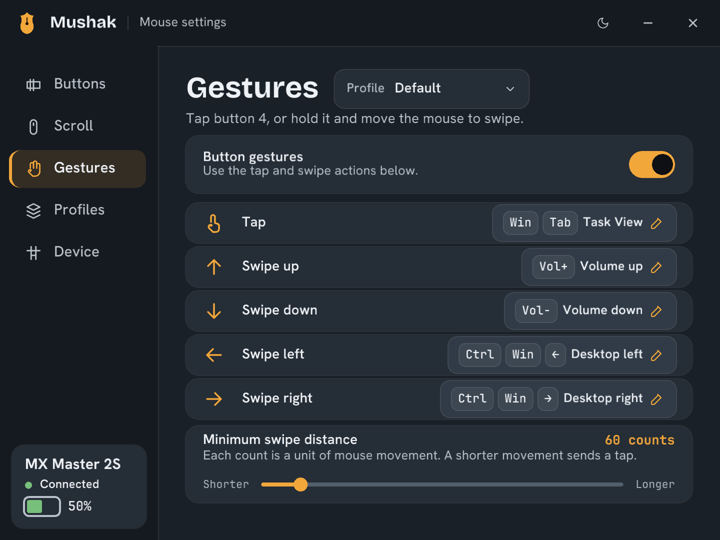 Mushak
Mouse settings
Buttons
Scroll
Gestures
Profiles
Device
MX Master 2S
Connected
50%
Gestures
Profile Default
Tap button 4, or hold it and move the mouse to swipe.
Button gestures
Use the tap and swipe actions below.
Tap Win Tab Task View
Swipe up Vol+ Volume up
Swipe down Vol- Volume down
Swipe left Ctrl Win ← Desktop left
Swipe right Ctrl Win → Desktop right
Minimum swipe distance 60 counts
Each count is a unit of mouse movement. A shorter movement sends a tap.
Shorter Longer